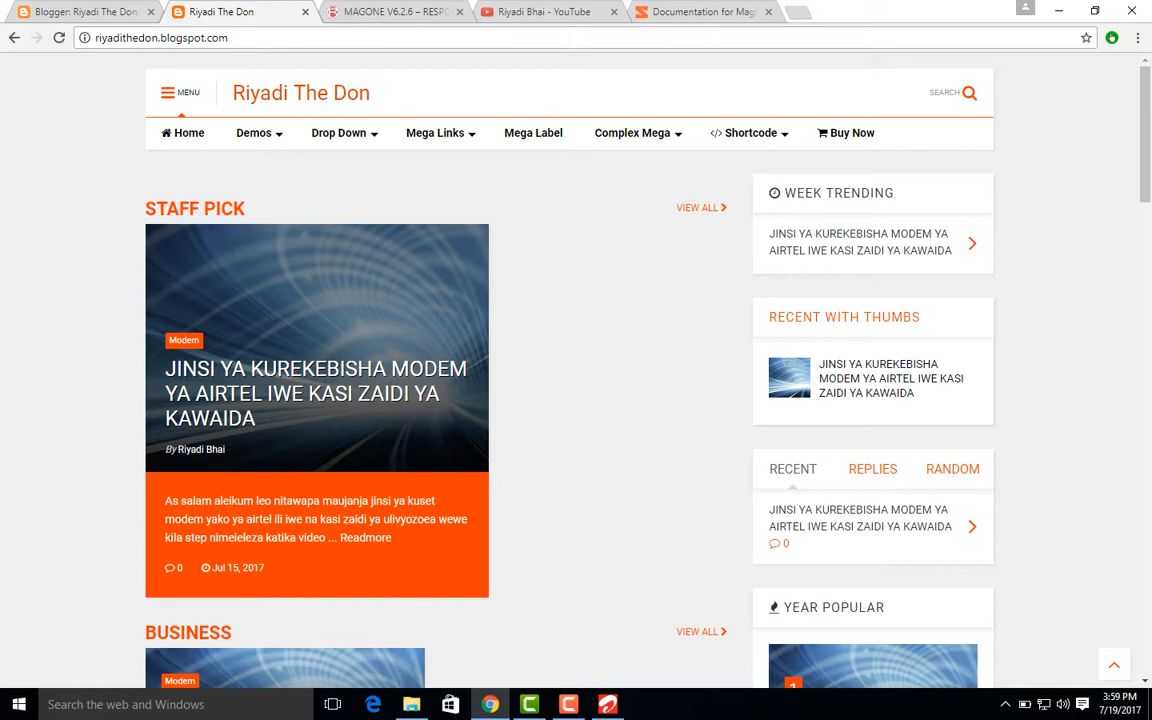 Blogger: Riyadi The Don
Riyadi The Don
MAGONE V6.2.6 – RESPO
Riyadi Bhai - YouTube
Documentation for Mag
riyadithedon.blogspot.com
MENU
Riyadi The Don
SEARCH
Home
Demos
Drop Down
Mega Links
Mega Label
Complex Mega
</> Shortcode
Buy Now
STAFF PICK
VIEW ALL
Modem
JINSI YA KUREKEBISHA MODEM
YA AIRTEL IWE KASI ZAIDI YA
KAWAIDA
By Riyadi Bhai
As salam aleikum leo nitawapa maujanja jinsi ya kuset
modem yako ya airtel ili iwe na kasi zaidi ya ulivyozoea wewe
kila step nimeieleza katika video ... Readmore
0
Jul 15, 2017
BUSINESS
VIEW ALL
Modem
WEEK TRENDING
JINSI YA KUREKEBISHA MODEM YA
AIRTEL IWE KASI ZAIDI YA KAWAIDA
RECENT WITH THUMBS
JINSI YA KUREKEBISHA
MODEM YA AIRTEL IWE KASI
ZAIDI YA KAWAIDA
RECENT
REPLIES
RANDOM
JINSI YA KUREKEBISHA MODEM YA
AIRTEL IWE KASI ZAIDI YA KAWAIDA
0
YEAR POPULAR
1
Search the web and Windows
3:59 PM
7/19/2017